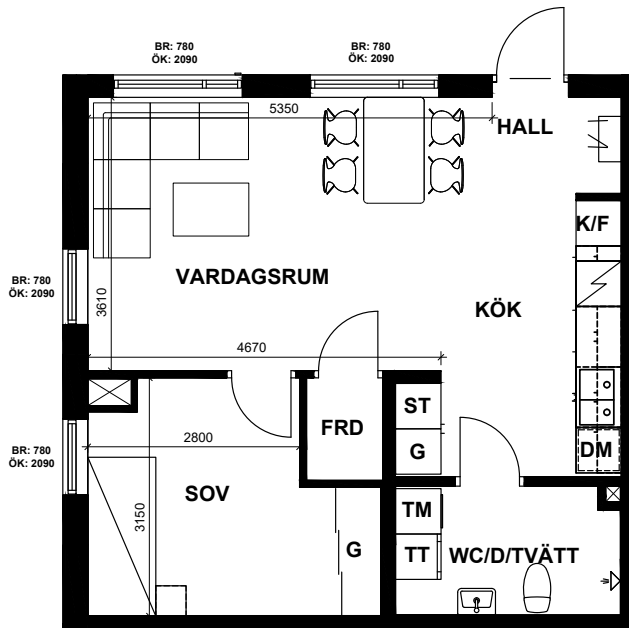 BR: 780
ÖK: 2090
BR: 780
ÖK: 2090
5350
HALL
K/F
BR: 780
ÖK: 2090
3610
VARDAGSRUM
KÖK
4670
ST
FRD
2800
G
DM
BR: 780
ÖK: 2090
SOV
3150
TM
G
TT
WC/D/TVÄTT